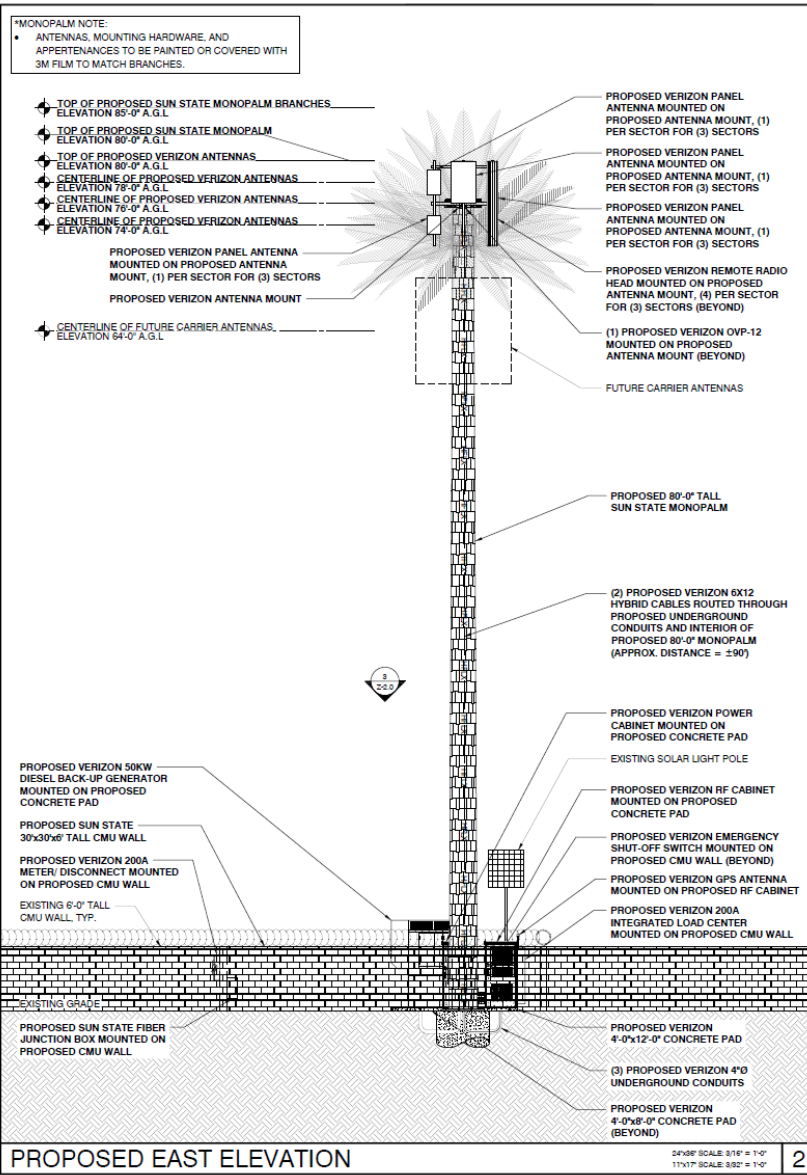 *MONOPALM NOTE:
• ANTENNAS, MOUNTING HARDWARE, AND
APPERTENANCES TO BE PAINTED OR COVERED WITH
3M FILM TO MATCH BRANCHES.
TOP OF PROPOSED SUN STATE MONOPALM BRANCHES
ELEVATION 85'-0" A.G.L
TOP OF PROPOSED SUN STATE MONOPALM
ELEVATION 80'-0" A.G.L
TOP OF PROPOSED VERIZON ANTENNAS
ELEVATION 80'-0" A.G.L
CENTERLINE OF PROPOSED VERIZON ANTENNAS
ELEVATION 78'-0" A.G.L
CENTERLINE OF PROPOSED VERIZON ANTENNAS
ELEVATION 76'-0" A.G.L
CENTERLINE OF PROPOSED VERIZON ANTENNAS
ELEVATION 74'-0" A.G.L
PROPOSED VERIZON PANEL ANTENNA
MOUNTED ON PROPOSED ANTENNA
MOUNT, (1) PER SECTOR FOR (3) SECTORS
PROPOSED VERIZON ANTENNA MOUNT
CENTERLINE OF FUTURE CARRIER ANTENNAS
ELEVATION 64'-0" A.G.L
PROPOSED VERIZON PANEL
ANTENNA MOUNTED ON
PROPOSED ANTENNA MOUNT, (1)
PER SECTOR FOR (3) SECTORS
PROPOSED VERIZON PANEL
ANTENNA MOUNTED ON
PROPOSED ANTENNA MOUNT, (1)
PER SECTOR FOR (3) SECTORS
PROPOSED VERIZON PANEL
ANTENNA MOUNTED ON
PROPOSED ANTENNA MOUNT, (1)
PER SECTOR FOR (3) SECTORS
PROPOSED VERIZON REMOTE RADIO
HEAD MOUNTED ON PROPOSED
ANTENNA MOUNT, (4) PER SECTOR
FOR (3) SECTORS (BEYOND)
(1) PROPOSED VERIZON OVP-12
MOUNTED ON PROPOSED
ANTENNA MOUNT (BEYOND)
FUTURE CARRIER ANTENNAS
PROPOSED 80'-0" TALL
SUN STATE MONOPALM
(2) PROPOSED VERIZON 6X12
HYBRID CABLES ROUTED THROUGH
PROPOSED UNDERGROUND
CONDUITS AND INTERIOR OF
PROPOSED 80'-0" MONOPALM
(APPROX. DISTANCE = ±90')
3
Z-2.0
PROPOSED VERIZON POWER
CABINET MOUNTED ON
PROPOSED CONCRETE PAD
EXISTING SOLAR LIGHT POLE
PROPOSED VERIZON RF CABINET
MOUNTED ON PROPOSED
CONCRETE PAD
PROPOSED VERIZON EMERGENCY
SHUT-OFF SWITCH MOUNTED ON
PROPOSED CMU WALL (BEYOND)
PROPOSED VERIZON GPS ANTENNA
MOUNTED ON PROPOSED RF CABINET
PROPOSED VERIZON 200A
INTEGRATED LOAD CENTER
MOUNTED ON PROPOSED CMU WALL
PROPOSED VERIZON 50KW
DIESEL BACK-UP GENERATOR
MOUNTED ON PROPOSED
CONCRETE PAD
PROPOSED SUN STATE
30'x30'x6' TALL CMU WALL
PROPOSED VERIZON 200A
METER/ DISCONNECT MOUNTED
ON PROPOSED CMU WALL
EXISTING 6'-0" TALL
CMU WALL, TYP.
EXISTING GRADE
PROPOSED SUN STATE FIBER
JUNCTION BOX MOUNTED ON
PROPOSED CMU WALL
PROPOSED VERIZON
4'-0"x12'-0" CONCRETE PAD
(3) PROPOSED VERIZON 4"Ø
UNDERGROUND CONDUITS
PROPOSED VERIZON
4'-0"x8'-0" CONCRETE PAD
(BEYOND)
PROPOSED EAST ELEVATION
24"x36" SCALE: 3/16" = 1'-0"
11"x17" SCALE: 3/32" = 1'-0"
2